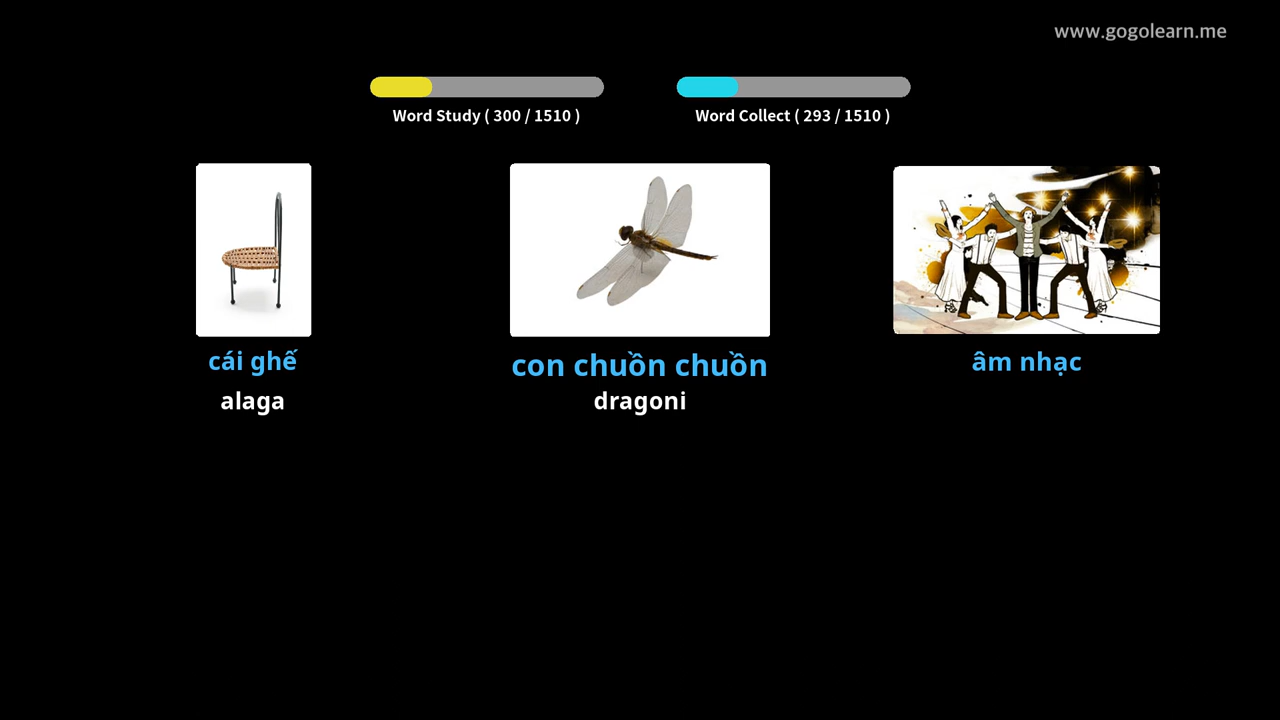 www.gogolearn.me
Word Study ( 300 / 1510 )
Word Collect ( 293 / 1510 )
cái ghế
alaga
con chuồn chuồn
dragoni
âm nhạc